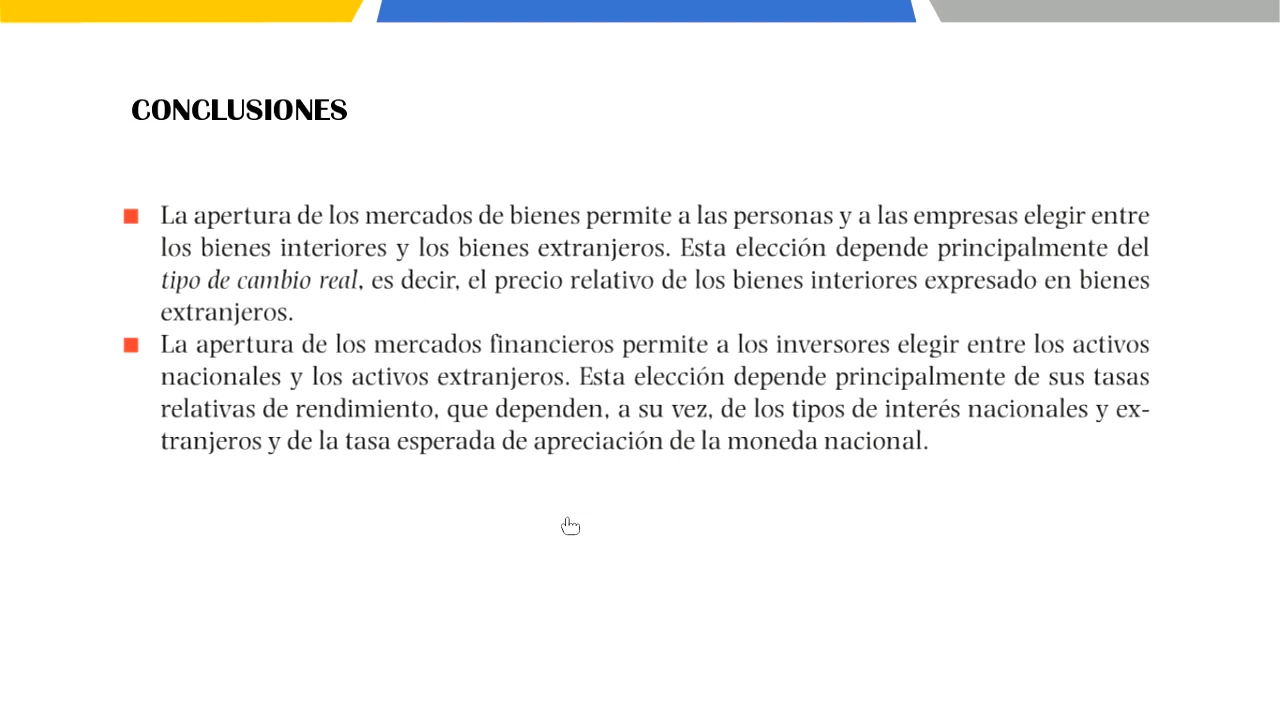 CONCLUSIONES
La apertura de los mercados de bienes permite a las personas y a las empresas elegir entre
los bienes interiores y los bienes extranjeros. Esta elección depende principalmente del
tipo de cambio real, es decir, el precio relativo de los bienes interiores expresado en bienes
extranjeros.
La apertura de los mercados financieros permite a los inversores elegir entre los activos
nacionales y los activos extranjeros. Esta elección depende principalmente de sus tasas
relativas de rendimiento, que dependen, a su vez, de los tipos de interés nacionales y ex-
tranjeros y de la tasa esperada de apreciación de la moneda nacional.